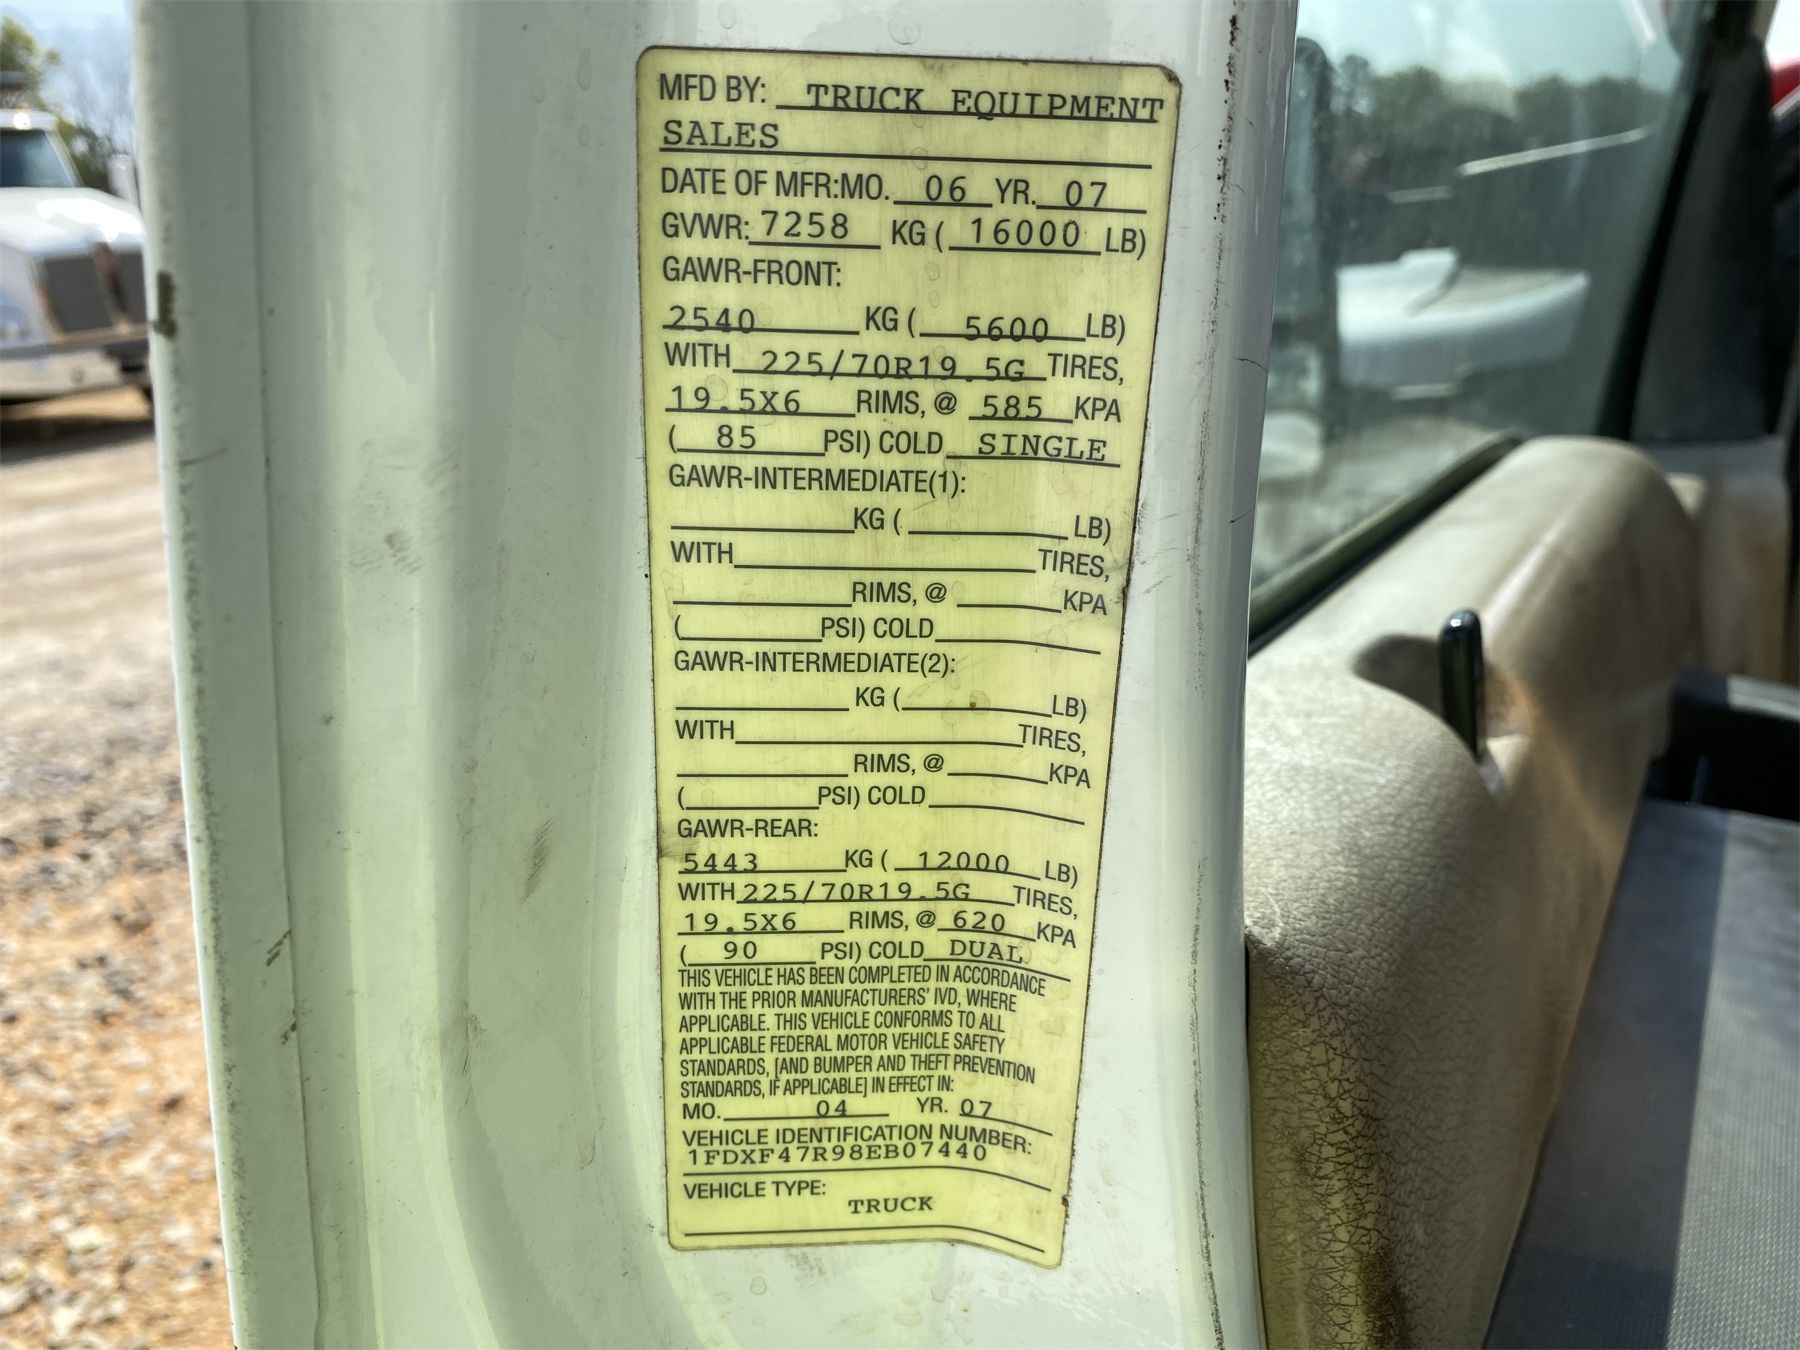 MFD BY: TRUCK EQUIPMENT
SALES
DATE OF MFR:MO. 06 YR. 07
GVWR: 7258 KG ( 16000 LB)
GAWR-FRONT:
2540 KG ( 5600 LB)
WITH 225/70R19.5G TIRES,
19.5X6 RIMS, @ 585 KPA
( 85 PSI) COLD SINGLE
GAWR-INTERMEDIATE(1):
KG ( LB)
WITH TIRES,
RIMS, @ KPA
( PSI) COLD
GAWR-INTERMEDIATE(2):
KG ( LB)
WITH TIRES,
RIMS, @ KPA
( PSI) COLD
GAWR-REAR:
5443 KG ( 12000 LB)
WITH 225/70R19.5G TIRES,
19.5X6 RIMS, @ 620 KPA
( 90 PSI) COLD DUAL
THIS VEHICLE HAS BEEN COMPLETED IN ACCORDANCE
WITH THE PRIOR MANUFACTURERS' IVD, WHERE
APPLICABLE. THIS VEHICLE CONFORMS TO ALL
APPLICABLE FEDERAL MOTOR VEHICLE SAFETY
STANDARDS, [AND BUMPER AND THEFT PREVENTION
STANDARDS, IF APPLICABLE] IN EFFECT IN:
MO. 04 YR. 07
VEHICLE IDENTIFICATION NUMBER:
1FDXF47R98EB07440
VEHICLE TYPE:
TRUCK